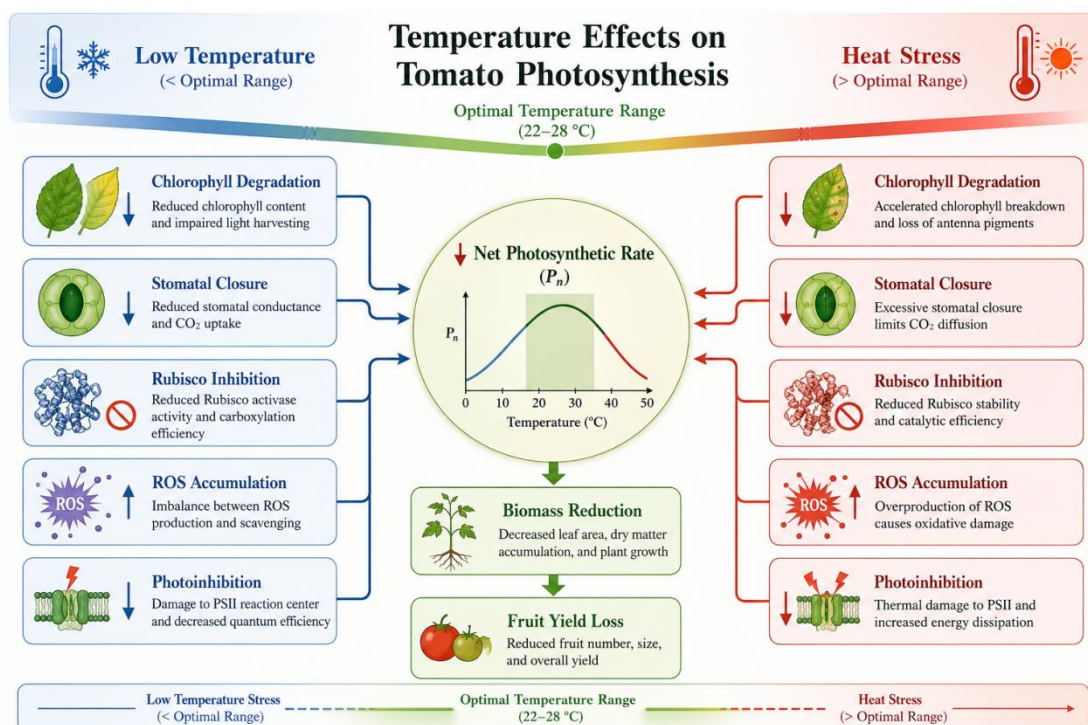 Temperature Effects on
Tomato Photosynthesis
Low Temperature
(< Optimal Range)
Heat Stress
(> Optimal Range)
Optimal Temperature Range
(22–28 °C)
Chlorophyll Degradation
Reduced chlorophyll content
and impaired light harvesting
Stomatal Closure
Reduced stomatal conductance
and CO₂ uptake
Rubisco Inhibition
Reduced Rubisco activase
activity and carboxylation
efficiency
ROS
ROS Accumulation
Imbalance between ROS
production and scavenging
Photoinhibition
Damage to PSII reaction center
and decreased quantum efficiency
Net Photosynthetic Rate
(Pₙ)
Pₙ
0 10 20 30 40 50
Temperature (°C)
Biomass Reduction
Decreased leaf area, dry matter
accumulation, and plant growth
Fruit Yield Loss
Reduced fruit number, size,
and overall yield
Chlorophyll Degradation
Accelerated chlorophyll breakdown
and loss of antenna pigments
Stomatal Closure
Excessive stomatal closure
limits CO₂ diffusion
Rubisco Inhibition
Reduced Rubisco stability
and catalytic efficiency
ROS
ROS Accumulation
Overproduction of ROS
causes oxidative damage
Photoinhibition
Thermal damage to PSII and
increased energy dissipation
Low Temperature Stress
(< Optimal Range)
Optimal Temperature Range
(22–28 °C)
Heat Stress
(> Optimal Range)